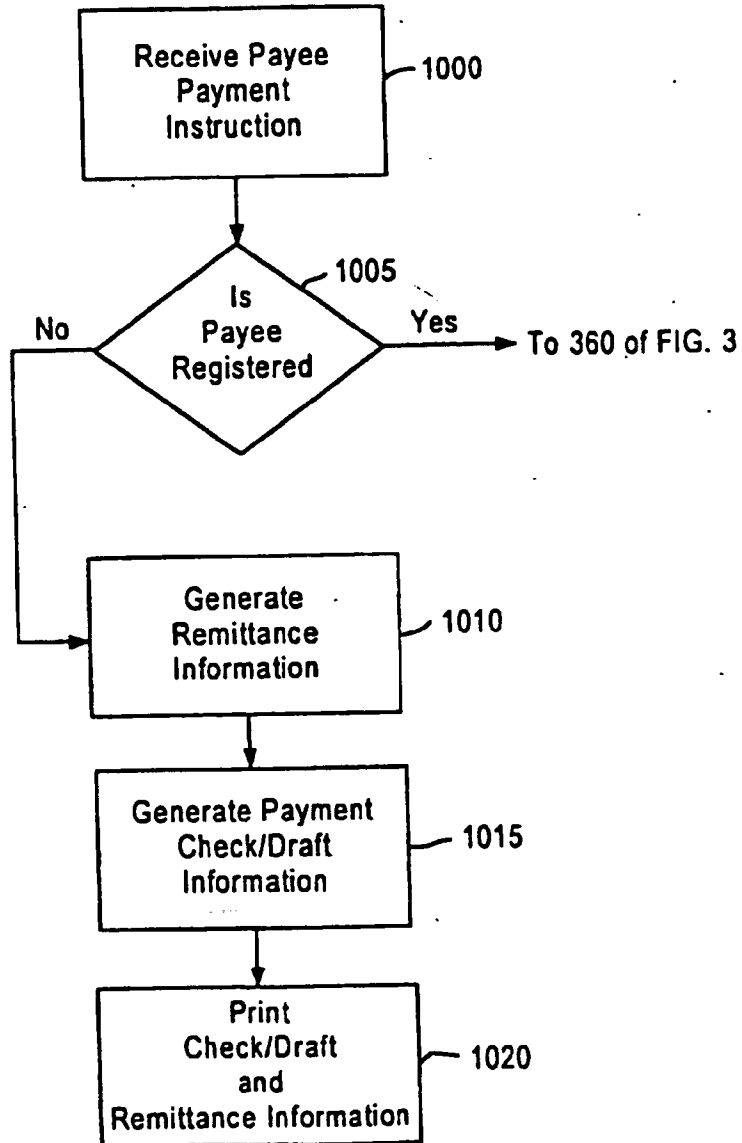 Receive Payee
Payment
Instruction
1000
1005
Is
Payee
Registered
No
Yes
To 360 of FIG. 3
Generate
Remittance
Information
1010
Generate Payment
Check/Draft
Information
1015
Print
Check/Draft
and
Remittance Information
1020